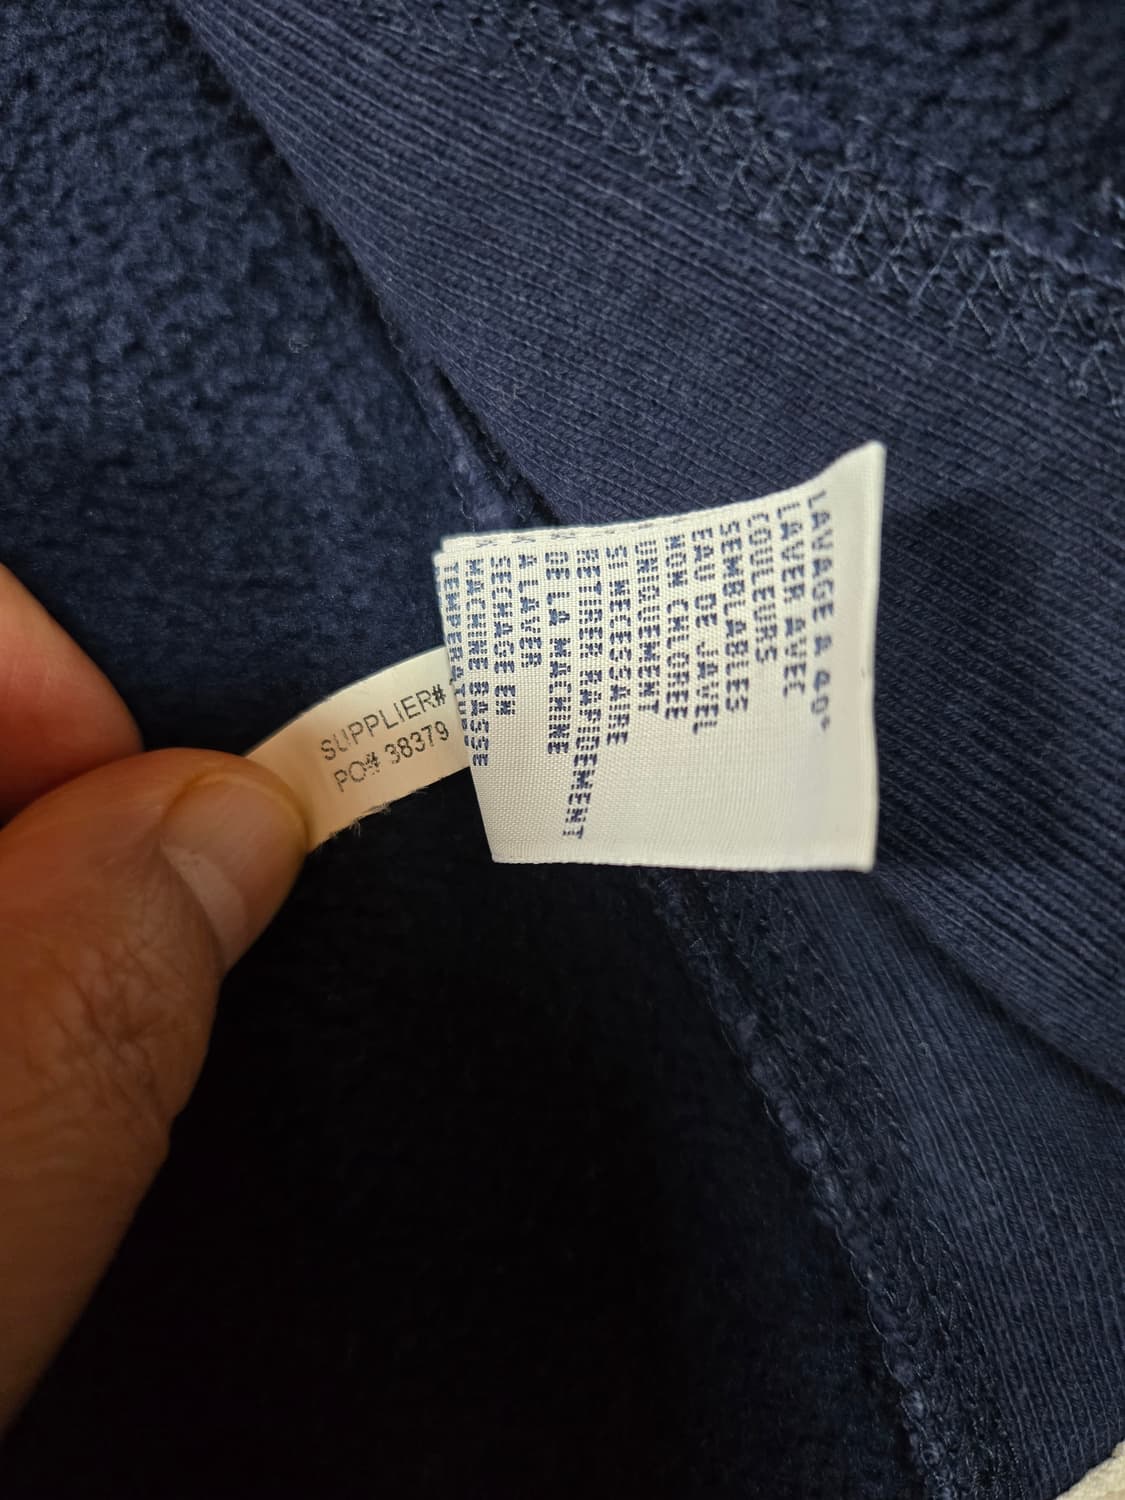 LAVAGE A 40°
LAVER AVEC
COULEURS
SEMBLABLES
EAU DE JAVEL
NON CHLOREE
UNIQUEMENT
SI NECESSAIRE
RETIRER RAPIDEMENT
DE LA MACHINE
A LAVER
SECHAGE EN
MACHINE BASSE
SUPPLIER#
PO# 38379